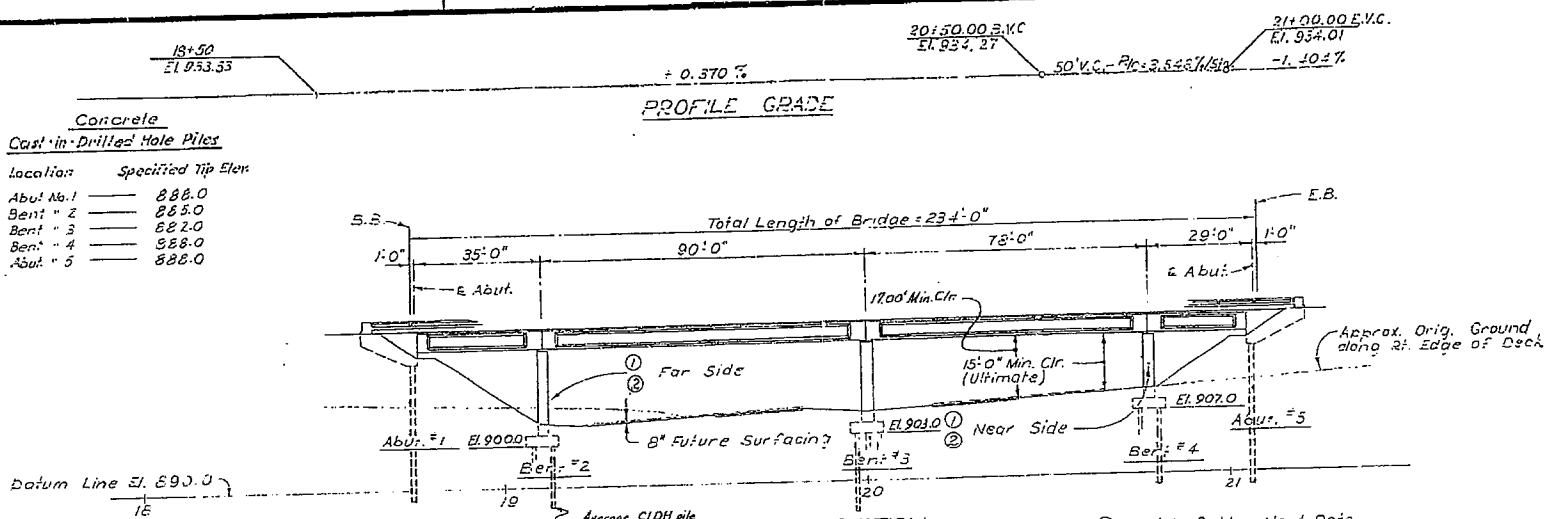 18+50
El. 933.53
+ 0.370 %
20+50.00 B.V.C
El. 934.27
50' V.C.
21+00.00 E.V.C.
El. 934.01
PROFILE GRADE
Concrete
Cast-in-Drilled Hole Piles
Location Specified Tip Elev.
Abut No. 1 888.0
Bent " 2 885.0
Bent " 3 882.0
Bent " 4 888.0
Abut. " 5 888.0
B.B.
Total Length of Bridge = 234'-0"
E.B.
1'-0" 35'-0" 90'-0" 78'-0" 29'-0" 1'-0"
℄ Abut.
℄ Abut.
17.00' Min. Clr.
Approx. Orig. Ground
along Rt. Edge of Deck
① Far Side
②
15'-0" Min. Clr.
(Ultimate)
Abut. #1 El. 900.0
8" Future Surfacing
El. 903.0 ①
② Near Side
El. 907.0
Abut. #5
Bent #2
Bent #3
Bent #4
Datum Line El. 890.0
18
19
20
21
Average CIDH pile